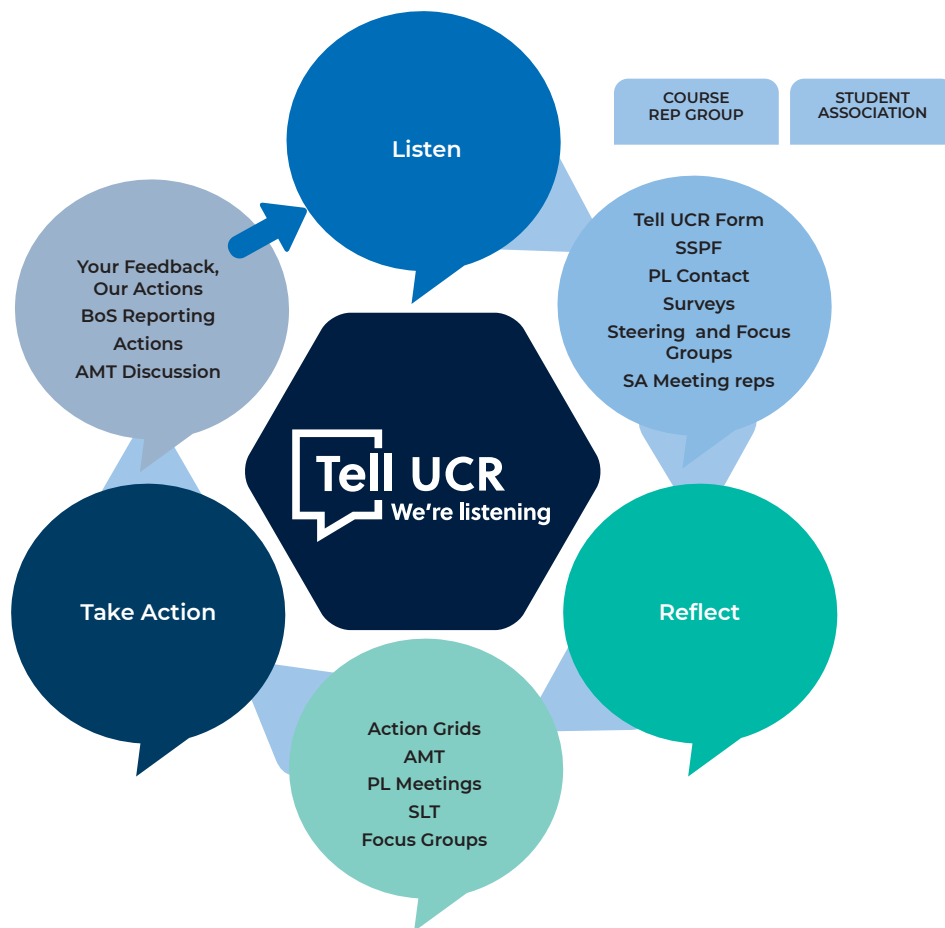 Listen
COURSE
REP GROUP
STUDENT
ASSOCIATION
Tell UCR Form
SSPF
PL Contact
Surveys
Steering and Focus
Groups
SA Meeting reps
Reflect
Action Grids
AMT
PL Meetings
SLT
Focus Groups
Take Action
Your Feedback,
Our Actions
BoS Reporting
Actions
AMT Discussion
Tell UCR
We're listening